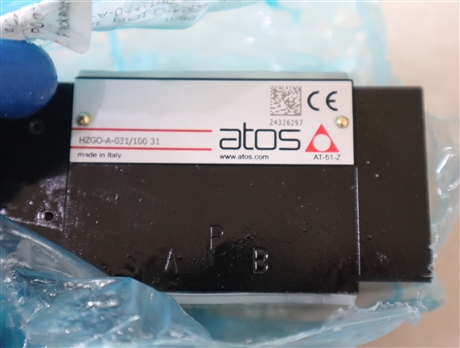 24326297
CE
HZGO-A-031/100 31
atos
made in Italy
www.atos.com
AT-51-Z
P
A B